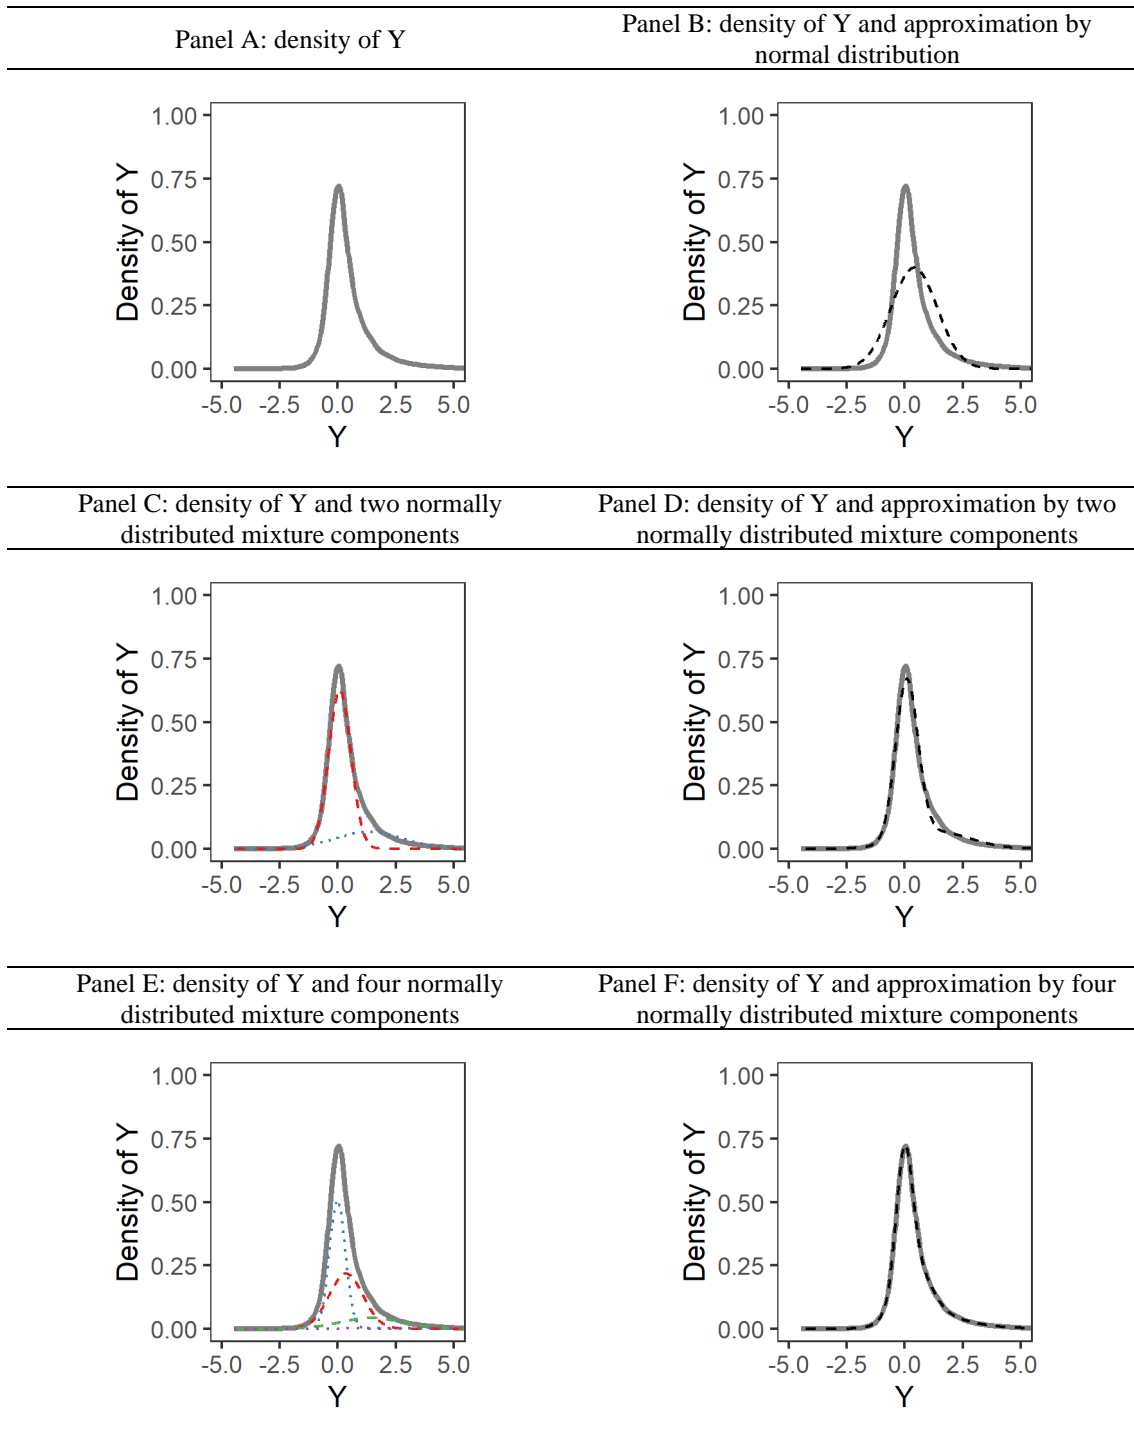 Panel A: density of Y
Panel B: density of Y and approximation by
normal distribution
1.00
0.75
0.50
0.25
0.00
Density of Y
-5.0 -2.5 0.0 2.5 5.0
Y
1.00
0.75
0.50
0.25
0.00
Density of Y
-5.0 -2.5 0.0 2.5 5.0
Y
Panel C: density of Y and two normally
distributed mixture components
Panel D: density of Y and approximation by two
normally distributed mixture components
1.00
0.75
0.50
0.25
0.00
Density of Y
-5.0 -2.5 0.0 2.5 5.0
Y
1.00
0.75
0.50
0.25
0.00
Density of Y
-5.0 -2.5 0.0 2.5 5.0
Y
Panel E: density of Y and four normally
distributed mixture components
Panel F: density of Y and approximation by four
normally distributed mixture components
1.00
0.75
0.50
0.25
0.00
Density of Y
-5.0 -2.5 0.0 2.5 5.0
Y
1.00
0.75
0.50
0.25
0.00
Density of Y
-5.0 -2.5 0.0 2.5 5.0
Y